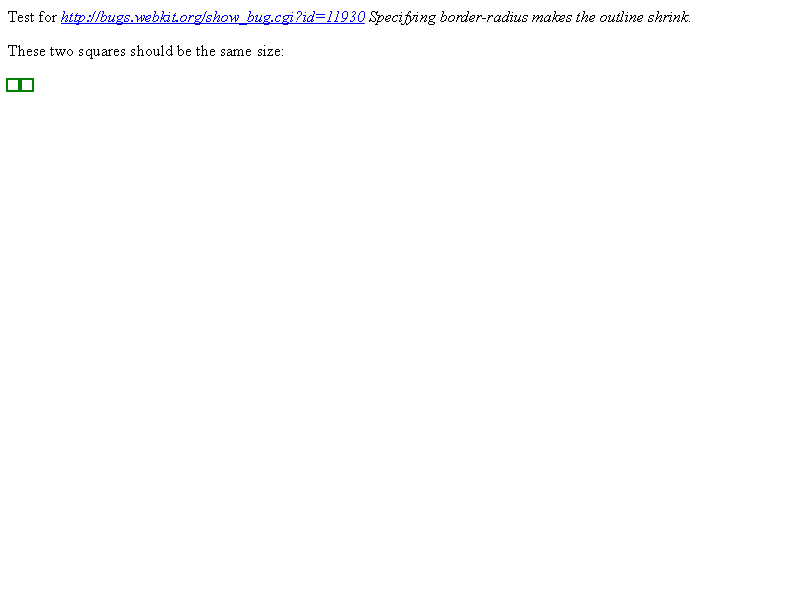 Test for http://bugs.webkit.org/show_bug.cgi?id=11930 Specifying border-radius makes the outline shrink.
These two squares should be the same size: